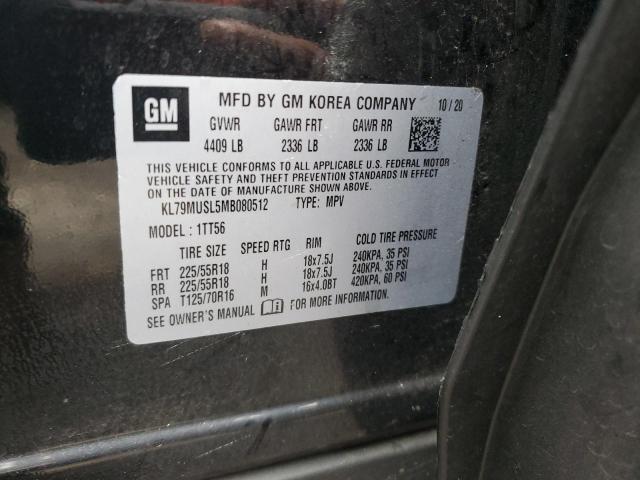 GM
MFD BY GM KOREA COMPANY 10/20
GVWR GAWR FRT GAWR RR
4409 LB 2336 LB 2336 LB
THIS VEHICLE CONFORMS TO ALL APPLICABLE U.S. FEDERAL MOTOR
VEHICLE SAFETY AND THEFT PREVENTION STANDARDS IN EFFECT
ON THE DATE OF MANUFACTURE SHOWN ABOVE.
KL79MUSL5MB080512 TYPE: MPV
MODEL: 1TT56
TIRE SIZE SPEED RTG RIM COLD TIRE PRESSURE
FRT 225/55R18 H 18x7.5J 240KPA, 35 PSI
RR 225/55R18 H 18x7.5J 240KPA, 35 PSI
SPA T125/70R16 M 16x4.0BT 420KPA, 60 PSI
SEE OWNER'S MANUAL FOR MORE INFORMATION.